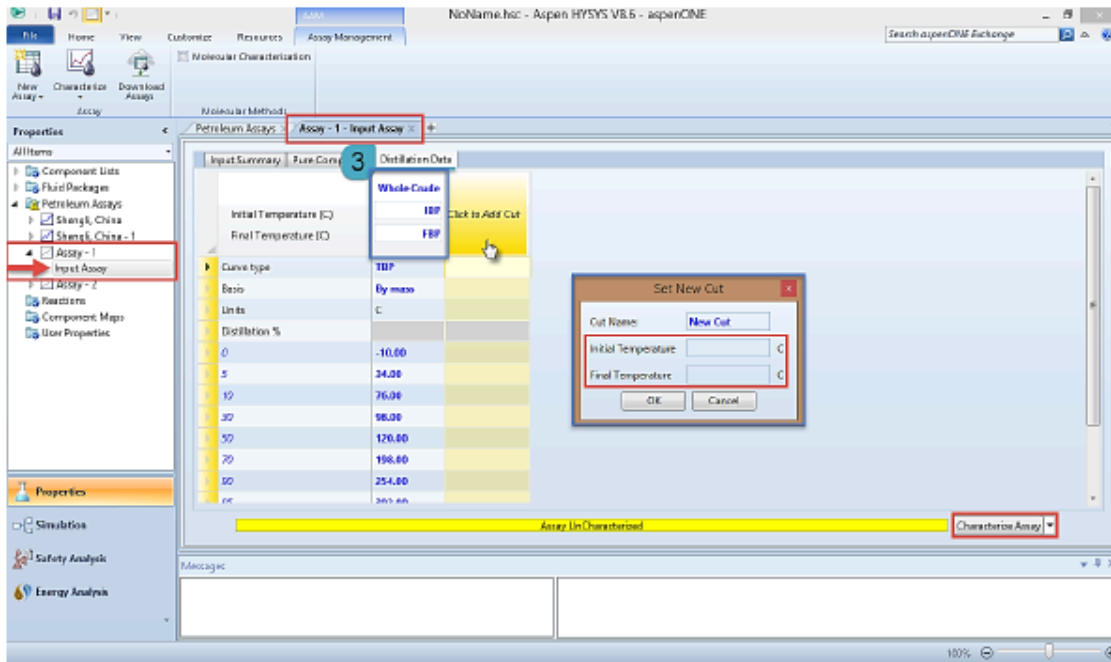 NoName.hsc - Aspen HYSYS V8.6 - aspenONE
File Home View Customize Resources Assay Management
Search aspenONE Exchange
New Assay
Characterize
Download Assays
Assay
Molecular Characterization
Molecular Methods
Properties
All Items
Component Lists
Fluid Packages
Petroleum Assays
Shengli, China
Shengli, China - 1
Assay - 1
Input Assay
Assay - 2
Reactions
Component Maps
User Properties
Properties
Simulation
Safety Analysis
Energy Analysis
Petroleum Assays Assay - 1 - Input Assay +
Input Summary Pure Comp 3 Distillation Data
Whole Crude
Initial Temperature (C) IBP Click to Add Cut
Final Temperature (C) FBP
Curve type TBP
Basis By mass
Units C
Distillation %
0 -10.00
5 34.00
10 76.00
30 98.00
50 120.00
70 198.00
90 254.00
Set New Cut
Cut Name: New Cut
Initial Temperature C
Final Temperature C
OK Cancel
Assay UnCharacterized
Characterize Assay
Messages
100%